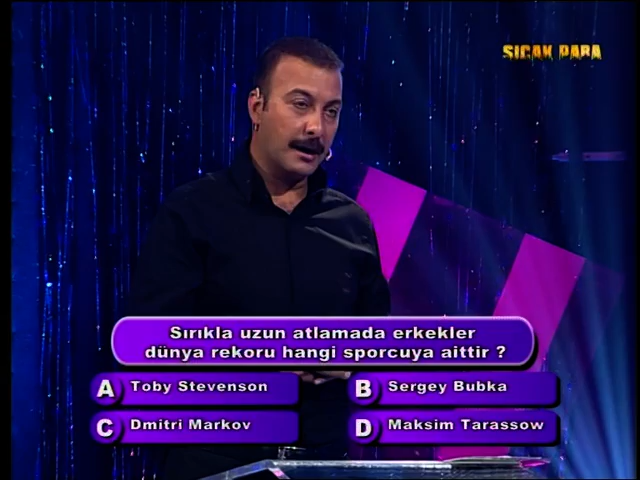 SICAK PARA
Sırıkla uzun atlamada erkekler
dünya rekoru hangi sporcuya aittir ?
A Toby Stevenson
B Sergey Bubka
C Dmitri Markov
D Maksim Tarassow